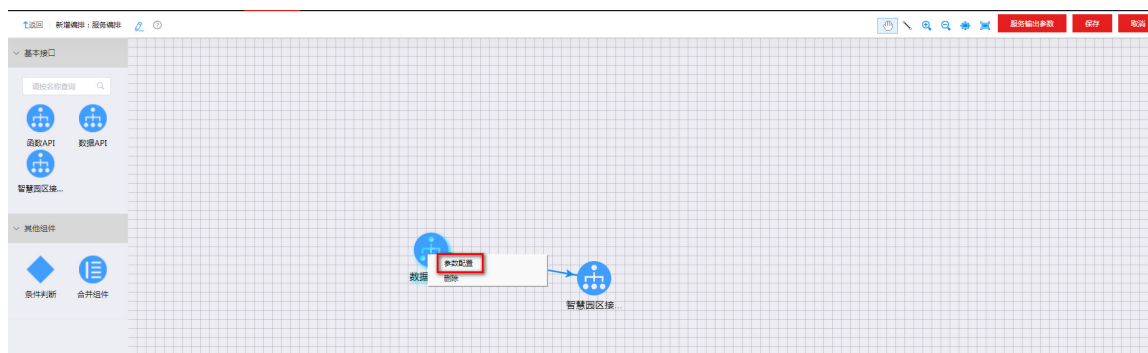 返回 新增编排：服务编排
服务输出参数 保存 取消
基本接口
请按名称查询
函数API 数据API
智慧园区接...
其他组件
条件判断 合并组件
参数配置
数据 删除
智慧园区接...